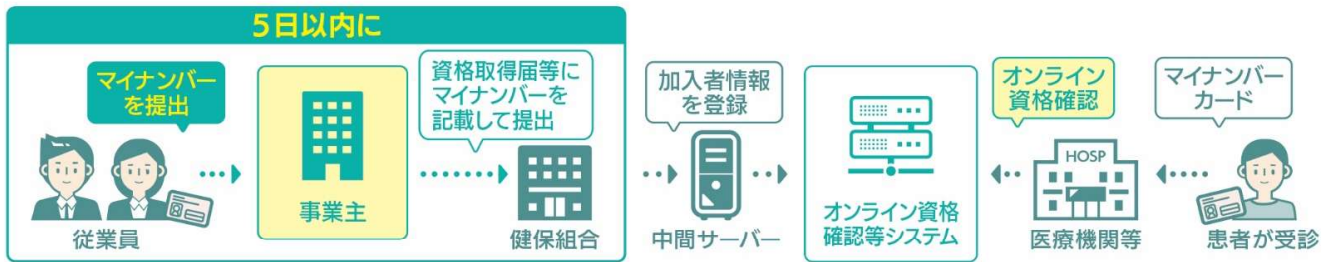 5日以内に
マイナンバー
を提出
従業員
事業主
資格取得届等に
マイナンバーを
記載して提出
健保組合
加入者情報
を登録
中間サーバー
オンライン資格
確認等システム
オンライン
資格確認
HOSP
医療機関等
マイナンバー
カード
患者が受診